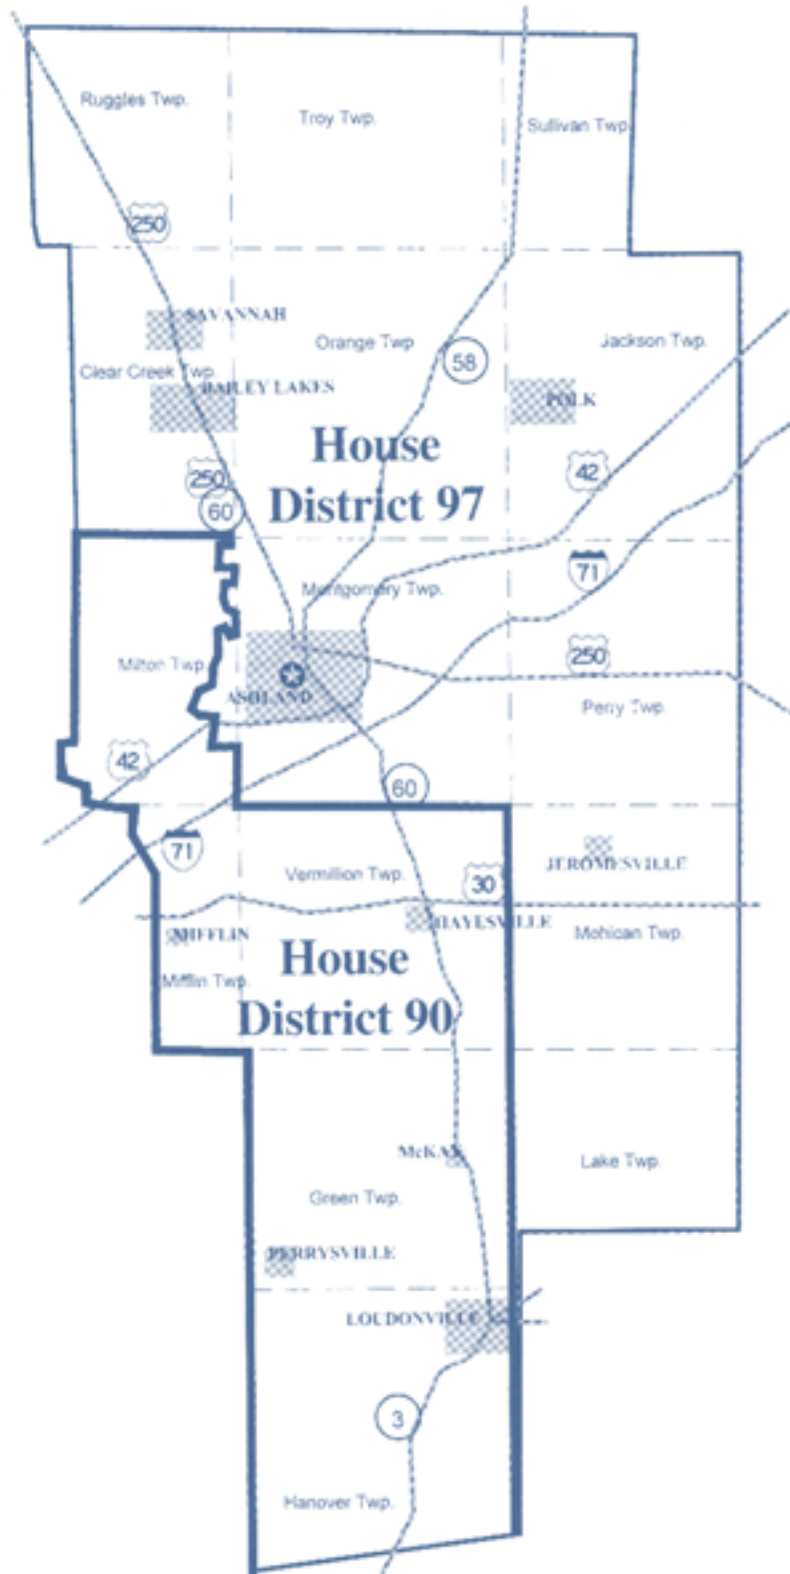 Ruggles Twp.
Troy Twp.
Sullivan Twp
250
SAVANNAH
Orange Twp
Jackson Twp.
58
Clear Creek Twp.
BAILEY LAKES
POLK
House
District 97
42
250
60
71
Montgomery Twp.
Milton Twp.
250
ASHLAND
Perry Twp.
42
60
71
JEROMESVILLE
Vermillion Twp.
30
HAYESVILLE
MIFFLIN
Mohican Twp.
House
District 90
Mifflin Twp.
McKAY
Lake Twp.
Green Twp.
PERRYSVILLE
LOUDONVILLE
3
Hanover Twp.